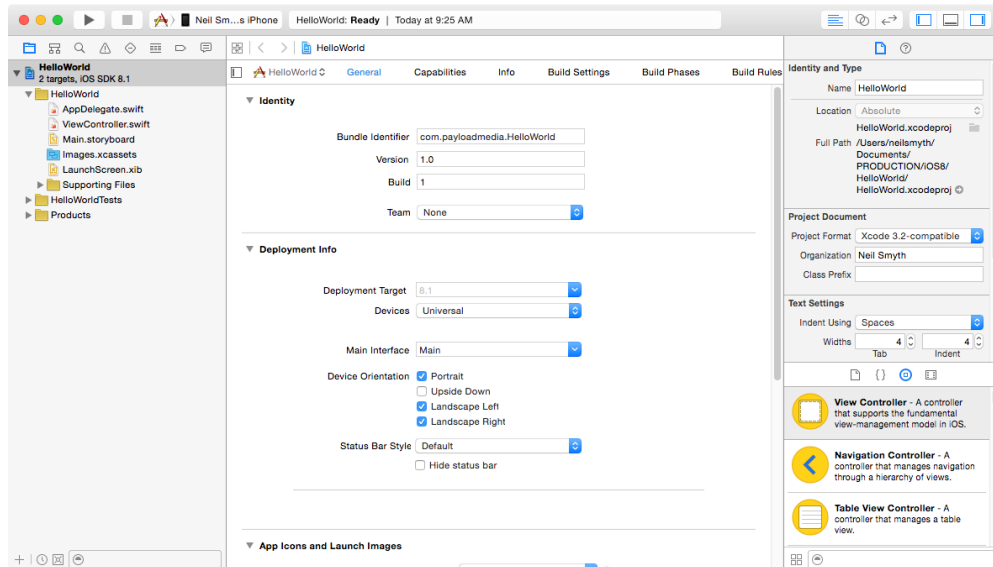 Neil Sm...s iPhone
HelloWorld: Ready | Today at 9:25 AM
HelloWorld
2 targets, iOS SDK 8.1
HelloWorld
AppDelegate.swift
ViewController.swift
Main.storyboard
Images.xcassets
LaunchScreen.xib
Supporting Files
HelloWorldTests
Products
HelloWorld
HelloWorld General Capabilities Info Build Settings Build Phases Build Rules
Identity
Bundle Identifier com.payloadmedia.HelloWorld
Version 1.0
Build 1
Team None
Deployment Info
Deployment Target 8.1
Devices Universal
Main Interface Main
Device Orientation Portrait
Upside Down
Landscape Left
Landscape Right
Status Bar Style Default
Hide status bar
App Icons and Launch Images
Identity and Type
Name HelloWorld
Location Absolute
HelloWorld.xcodeproj
Full Path /Users/neilsmyth/
Documents/
PRODUCTION/iOS8/
HelloWorld/
HelloWorld.xcodeproj
Project Document
Project Format Xcode 3.2-compatible
Organization Neil Smyth
Class Prefix
Text Settings
Indent Using Spaces
Widths 4 4
Tab Indent
{ }
View Controller - A controller
that supports the fundamental
view-management model in iOS.
Navigation Controller - A
controller that manages navigation
through a hierarchy of views.
Table View Controller - A
controller that manages a table
view.